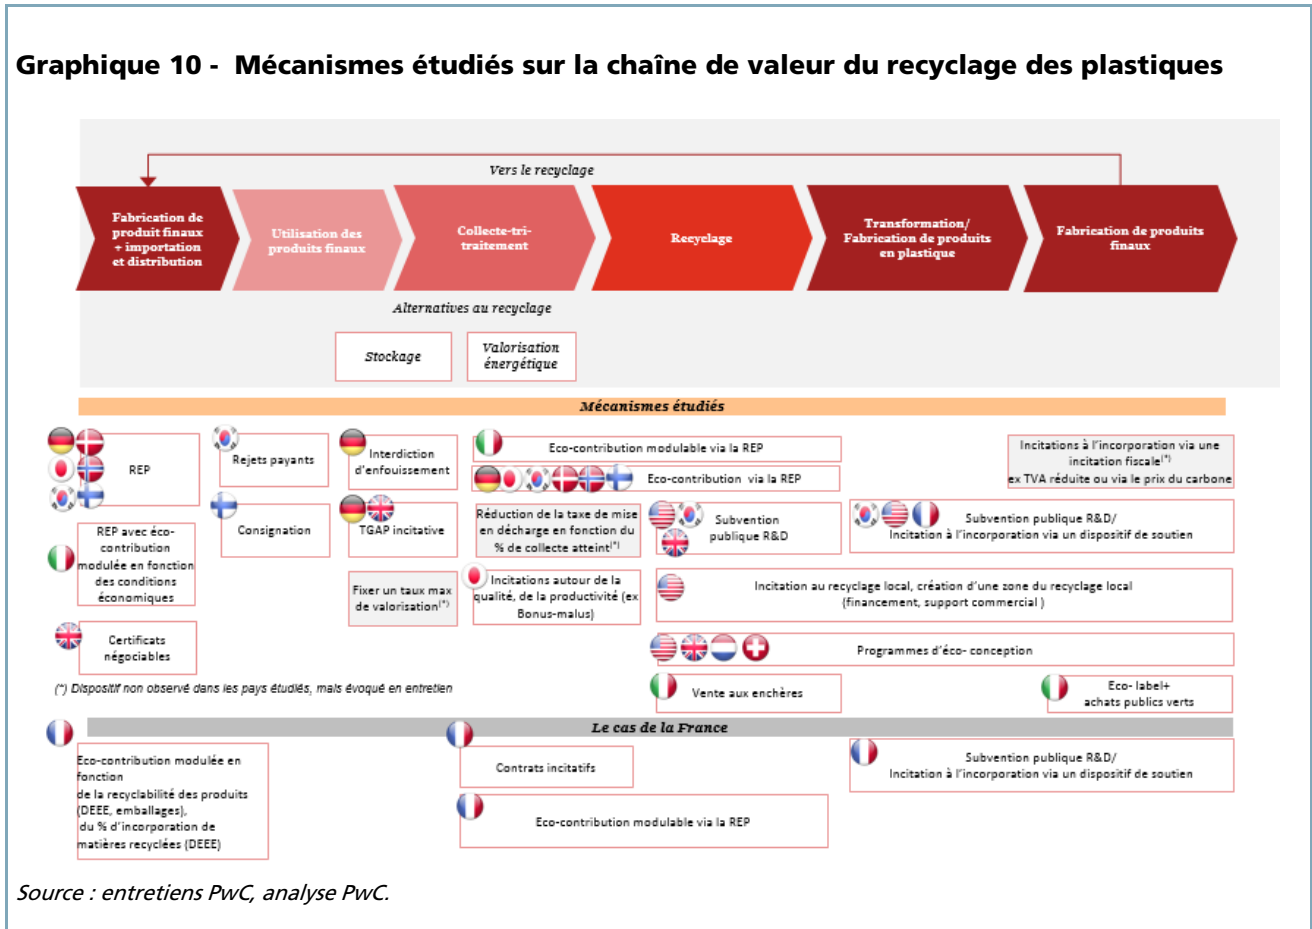 Graphique 10 - Mécanismes étudiés sur la chaîne de valeur du recyclage des plastiques
Vers le recyclage
Fabrication de
produit finaux
+ importation
et distribution
Utilisation des
produits finaux
Collecte-tri-
traitement
Recyclage
Transformation/
Fabrication de produits
en plastique
Fabrication de produits
finaux
Alternatives au recyclage
Stockage
Valorisation
énergétique
Mécanismes étudiés
REP
REP avec éco-
contribution
modulée en fonction
des conditions
économiques
Certificats
négociables
Rejets payants
Consignation
Interdiction
d'enfouissement
TGAP incitative
Fixer un taux max
de valorisation(*)
Eco-contribution modulable via la REP
Eco-contribution via la REP
Réduction de la taxe de mise
en décharge en fonction du
% de collecte atteint(*)
Incitations autour de la
qualité, de la productivité (ex
Bonus-malus)
Subvention
publique R&D
Incitations à l'incorporation via une
incitation fiscale(*)
ex TVA réduite ou via le prix du carbone
Subvention publique R&D/
Incitation à l'incorporation via un dispositif de soutien
Incitation au recyclage local, création d'une zone du recyclage local
(financement, support commercial )
Programmes d'éco- conception
Vente aux enchères
Eco- label+
achats publics verts
(*) Dispositif non observé dans les pays étudiés, mais évoqué en entretien
Le cas de la France
Eco-contribution modulée en
fonction
de la recyclabilité des produits
(DEEE, emballages),
du % d'incorporation de
matières recyclées (DEEE)
Contrats incitatifs
Eco-contribution modulable via la REP
Subvention publique R&D/
Incitation à l'incorporation via un dispositif de soutien
Source : entretiens PwC, analyse PwC.